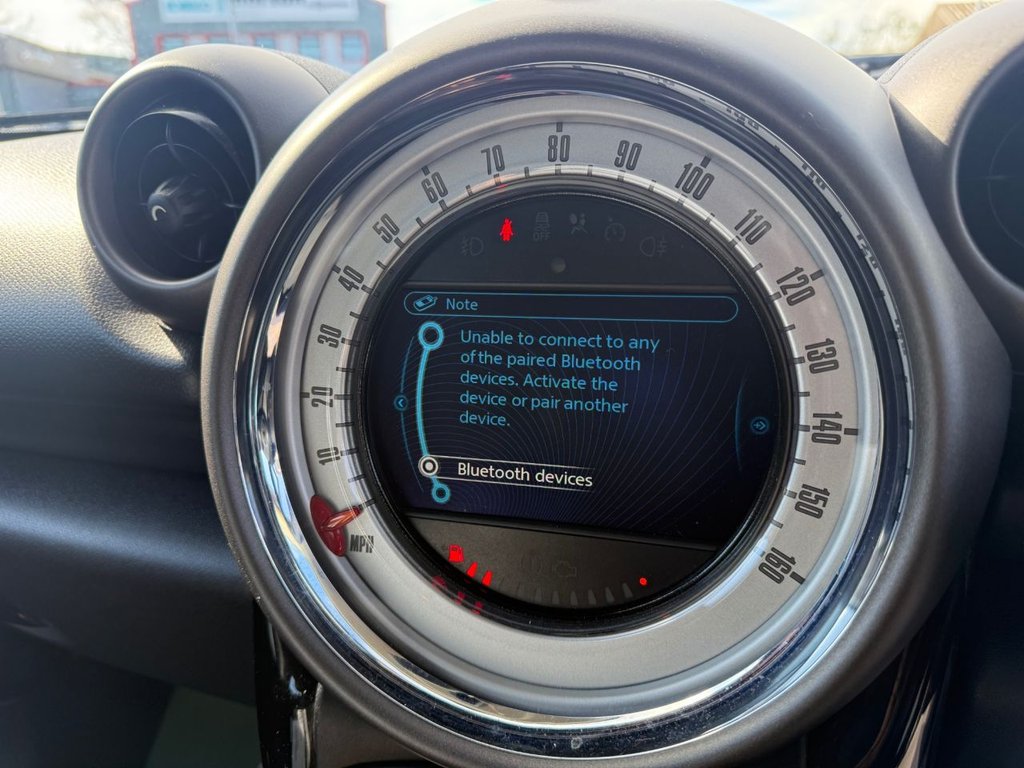 70
80
90
60
100
50
110
40
120
OFF
30
130
20
140
10
150
MPH
160
Note
Unable to connect to any
of the paired Bluetooth
devices. Activate the
device or pair another
device.
Bluetooth devices